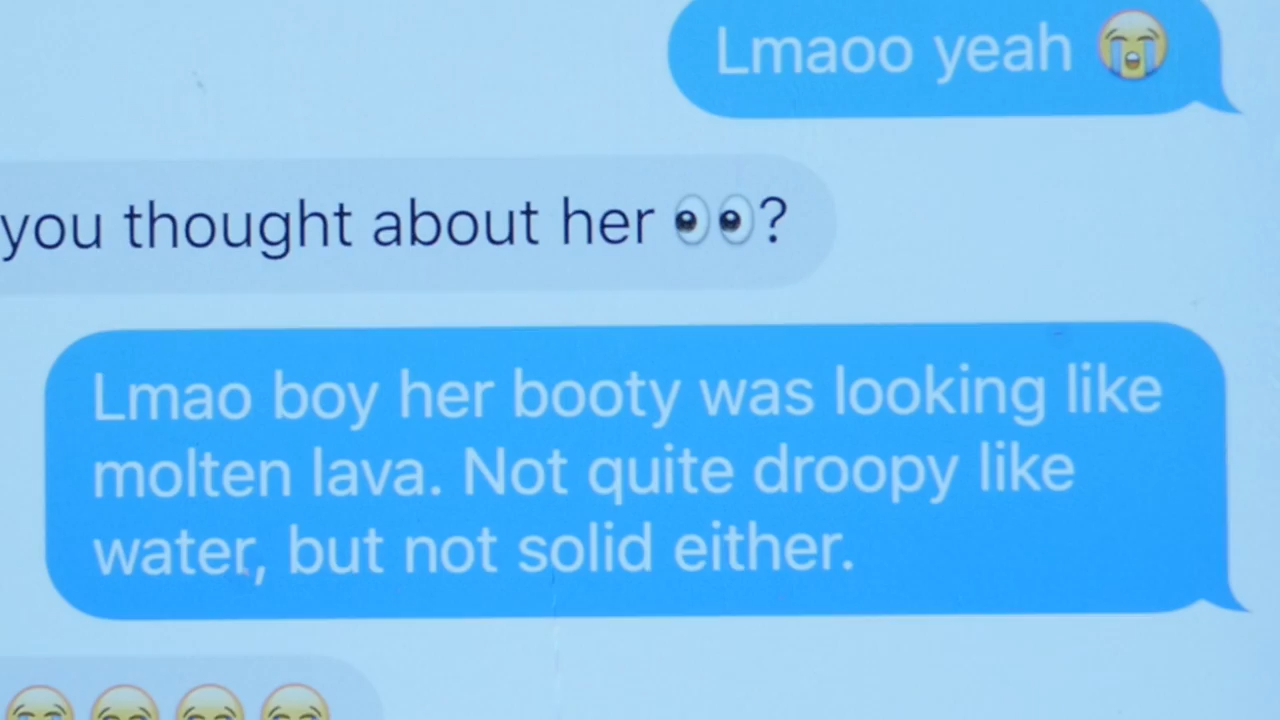 Lmaoo yeah 😭
you thought about her 👀?
Lmao boy her booty was looking like
molten lava. Not quite droopy like
water, but not solid either.
😭😭😭😭